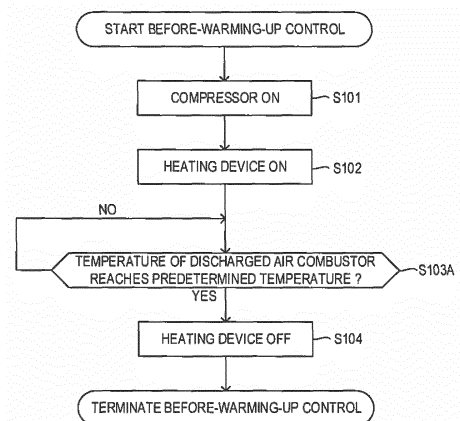 START BEFORE-WARMING-UP CONTROL
COMPRESSOR ON
S101
HEATING DEVICE ON
S102
NO
TEMPERATURE OF DISCHARGED AIR COMBUSTOR
REACHES PREDETERMINED TEMPERATURE ?
S103A
YES
HEATING DEVICE OFF
S104
TERMINATE BEFORE-WARMING-UP CONTROL